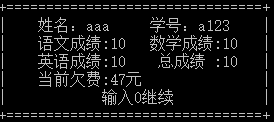 姓名：aaa 学号：a123
语文成绩:10 数学成绩:10
英语成绩:10 总成绩 :10
当前欠费:47元
输入0继续